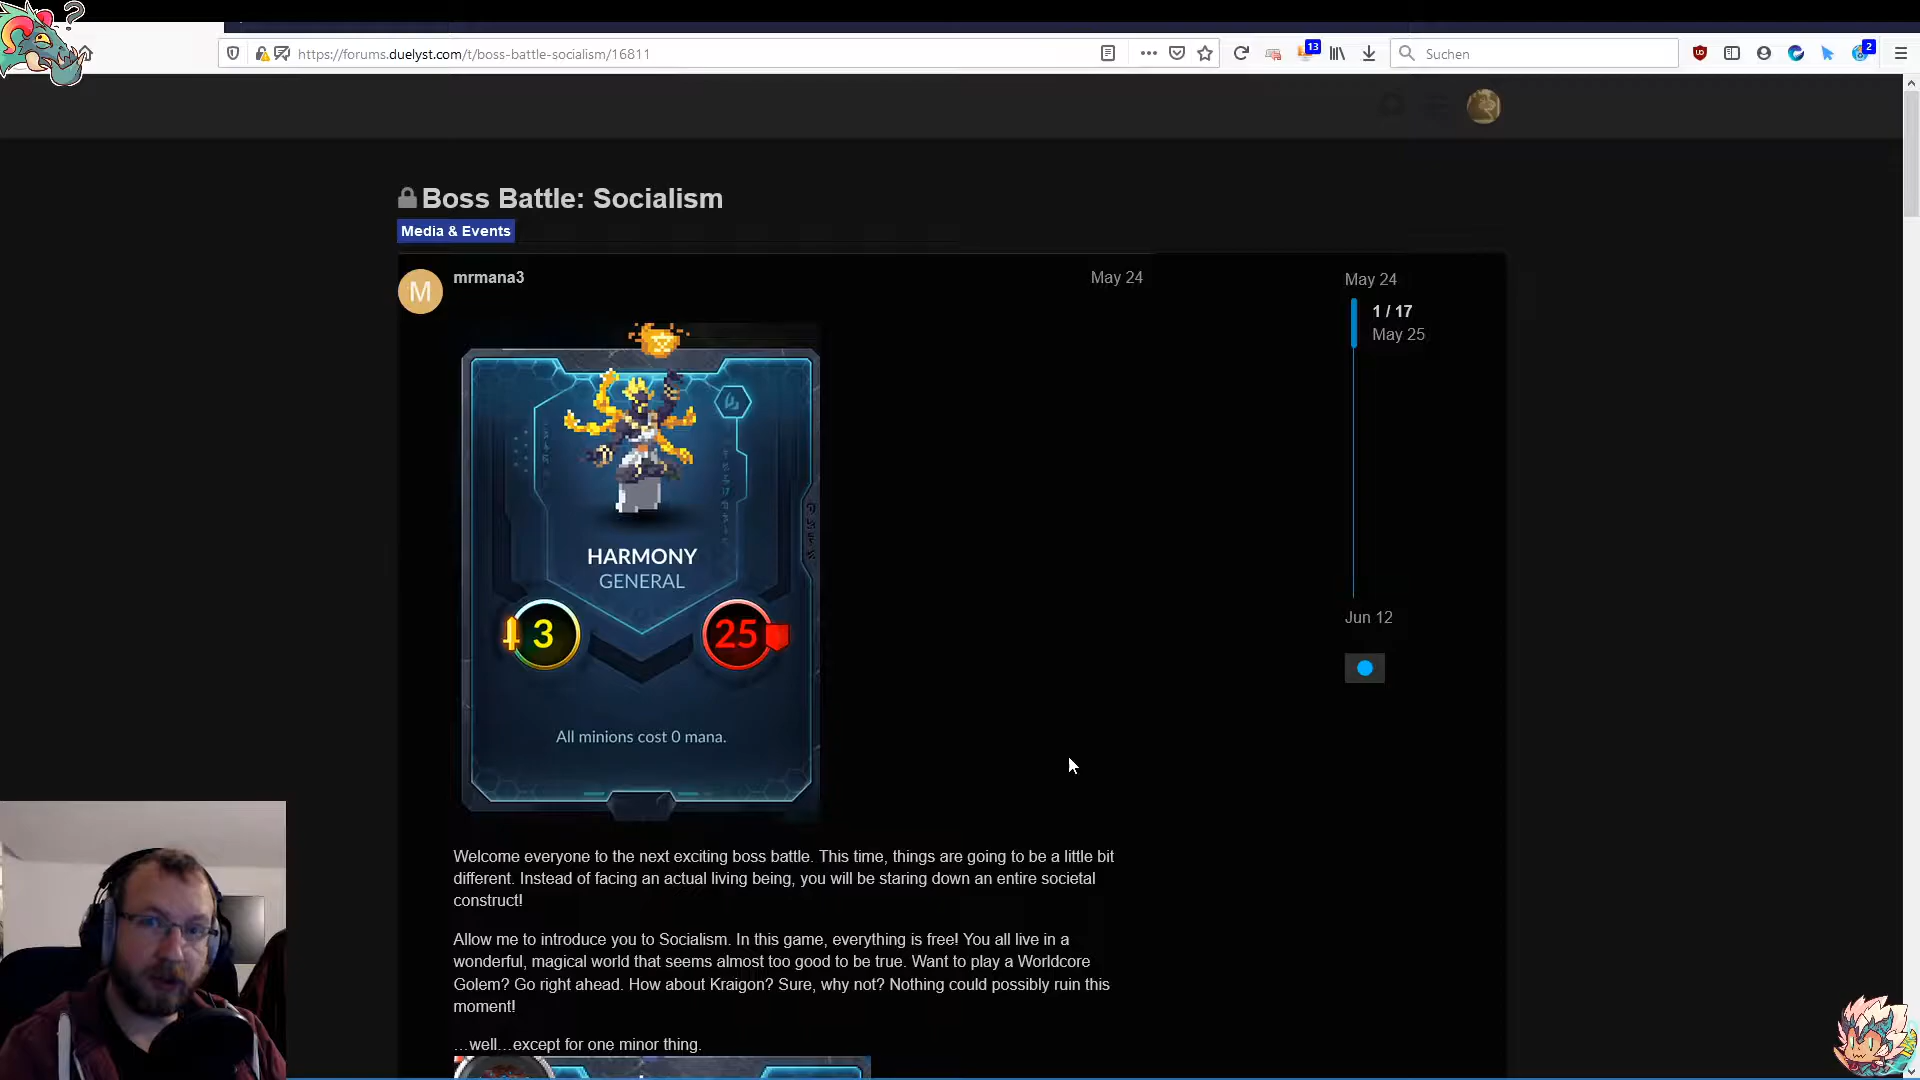 https://forums.duelyst.com/t/boss-battle-socialism/16811
13
Suchen
2
Boss Battle: Socialism
Media & Events
M
mrmana3
May 24
May 24
1 / 17
May 25
Jun 12
HARMONY
GENERAL
3
25
All minions cost 0 mana.
Welcome everyone to the next exciting boss battle. This time, things are going to be a little bit
different. Instead of facing an actual living being, you will be staring down an entire societal
construct!
Allow me to introduce you to Socialism. In this game, everything is free! You all live in a
wonderful, magical world that seems almost too good to be true. Want to play a Worldcore
Golem? Go right ahead. How about Kraigon? Sure, why not? Nothing could possibly ruin this
moment!
…well…except for one minor thing.